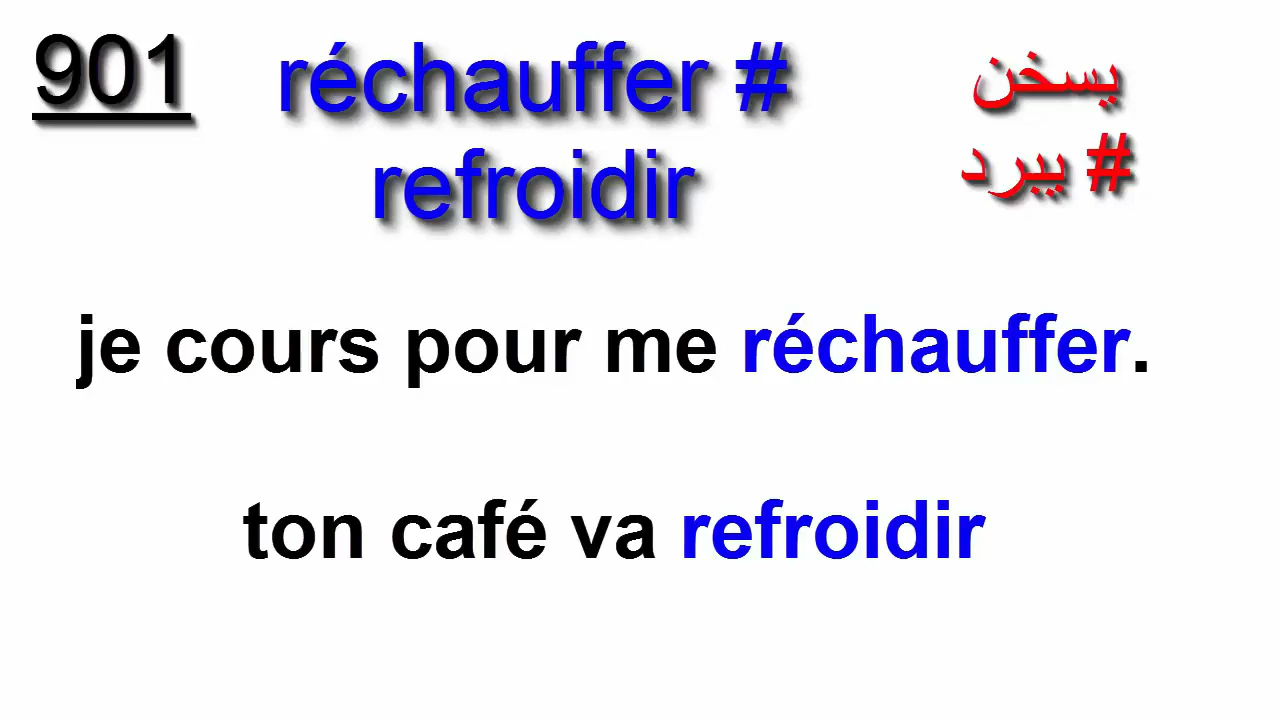 901
réchauffer #
refroidir
يسخن
# يبرد
je cours pour me réchauffer.
ton café va refroidir